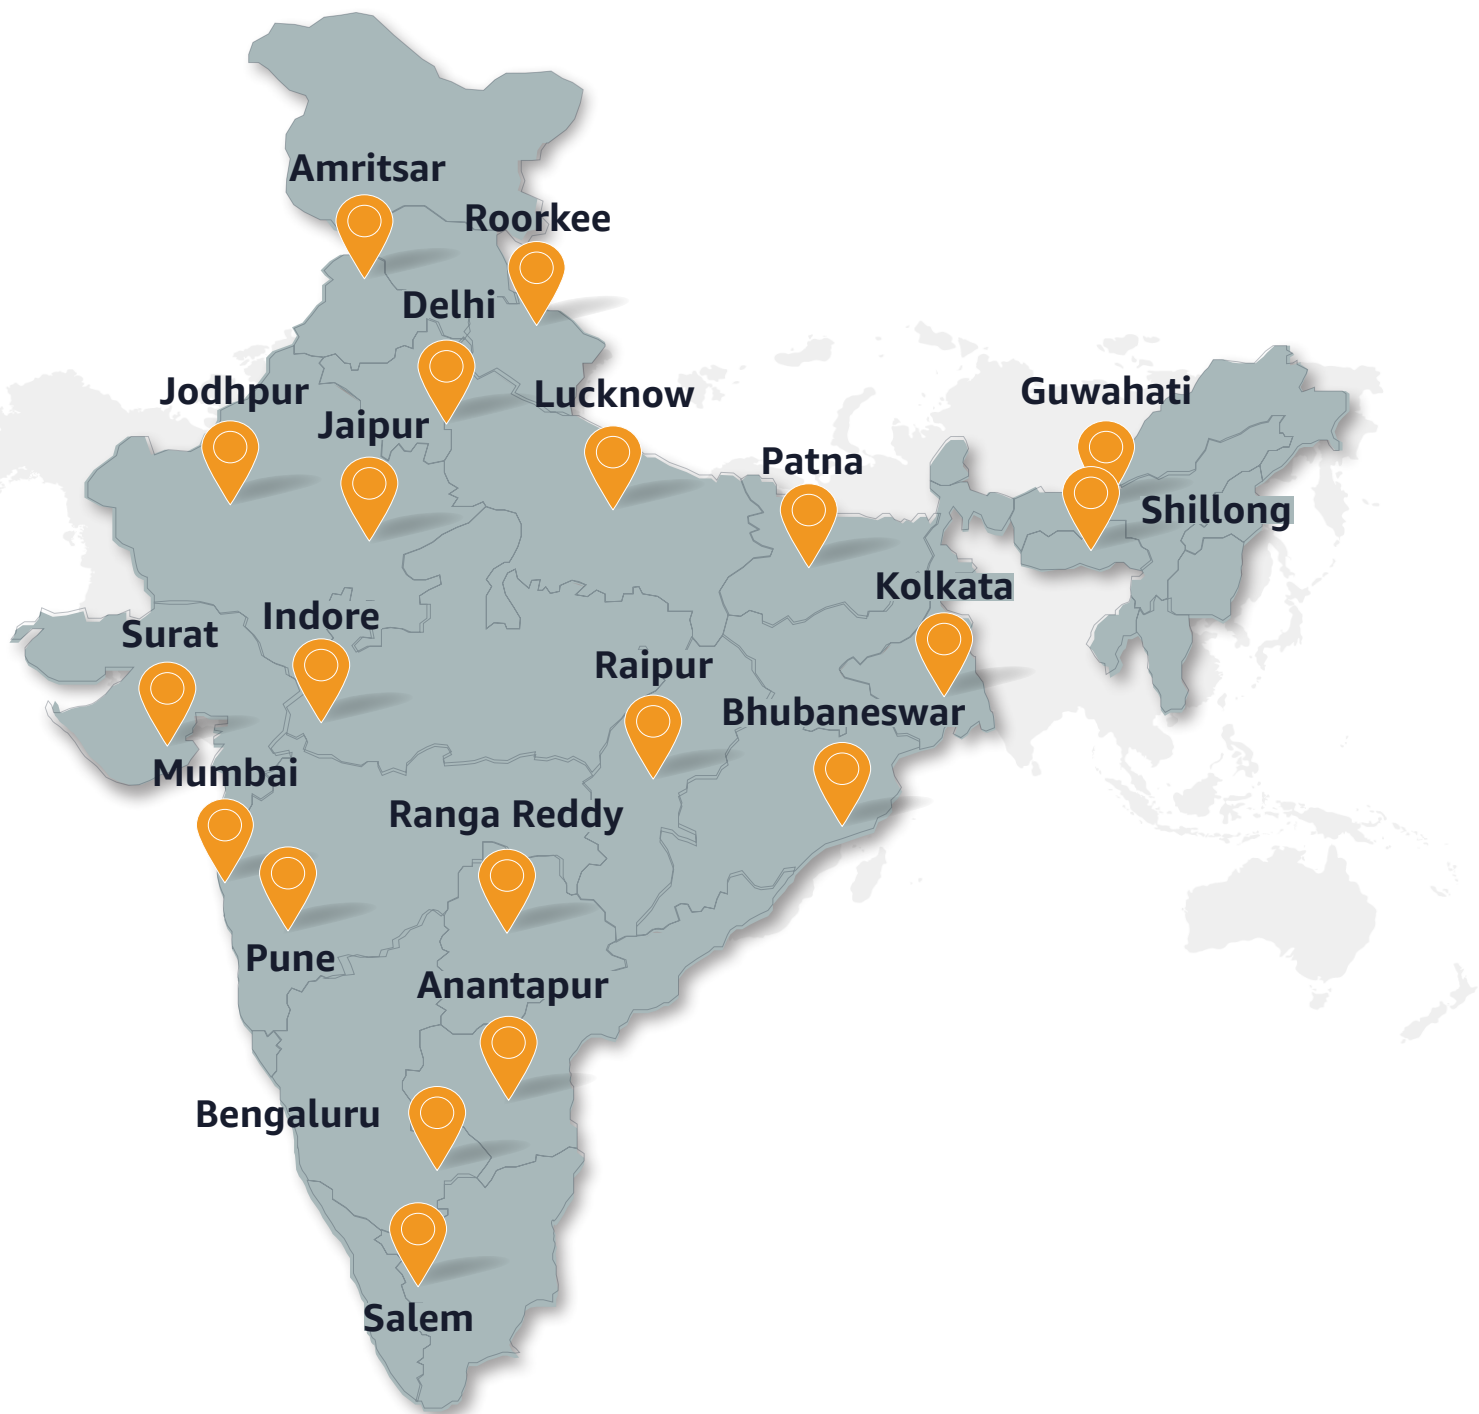 Amritsar
Roorkee
Delhi
Jodhpur
Jaipur
Lucknow
Guwahati
Patna
Shillong
Kolkata
Indore
Surat
Raipur
Bhubaneswar
Mumbai
Ranga Reddy
Pune
Anantapur
Bengaluru
Salem